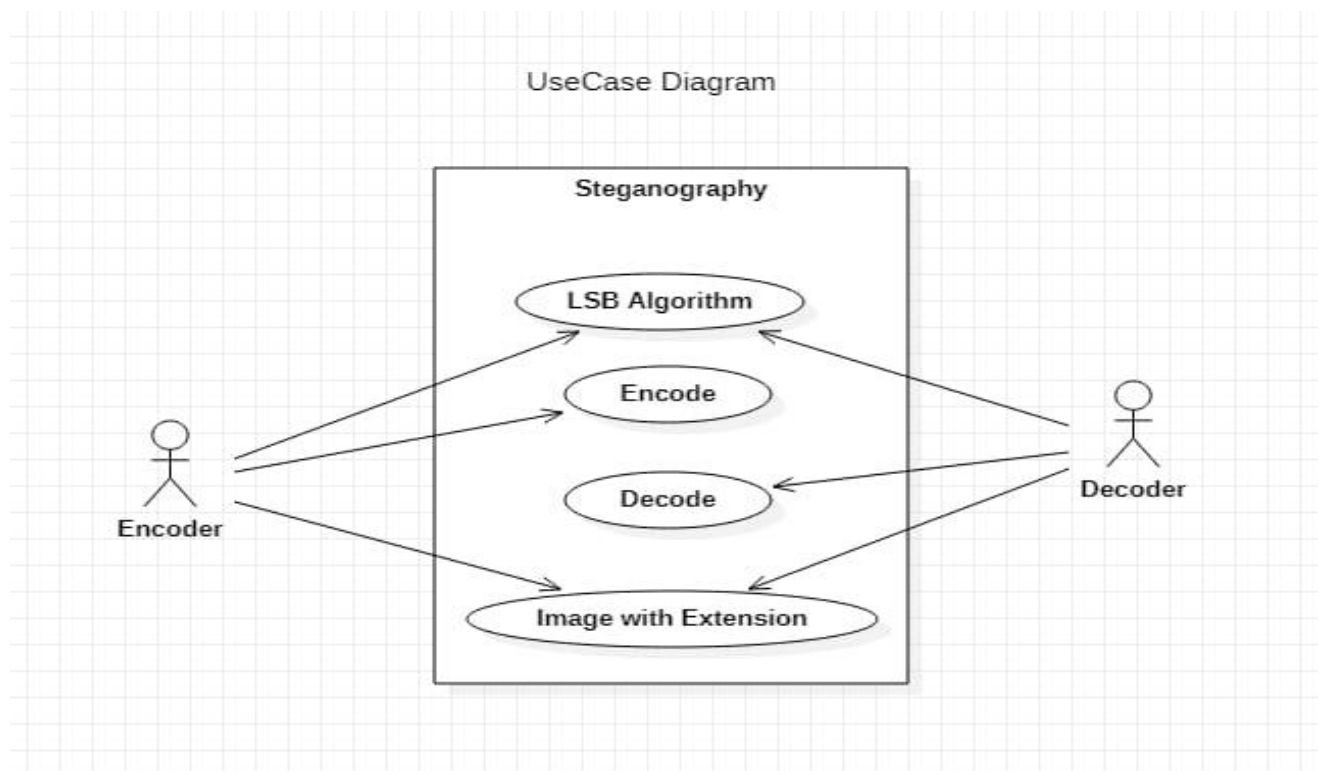 UseCase Diagram
Steganography
LSB Algorithm
Encode
Decode
Encoder
Decoder
Image with Extension